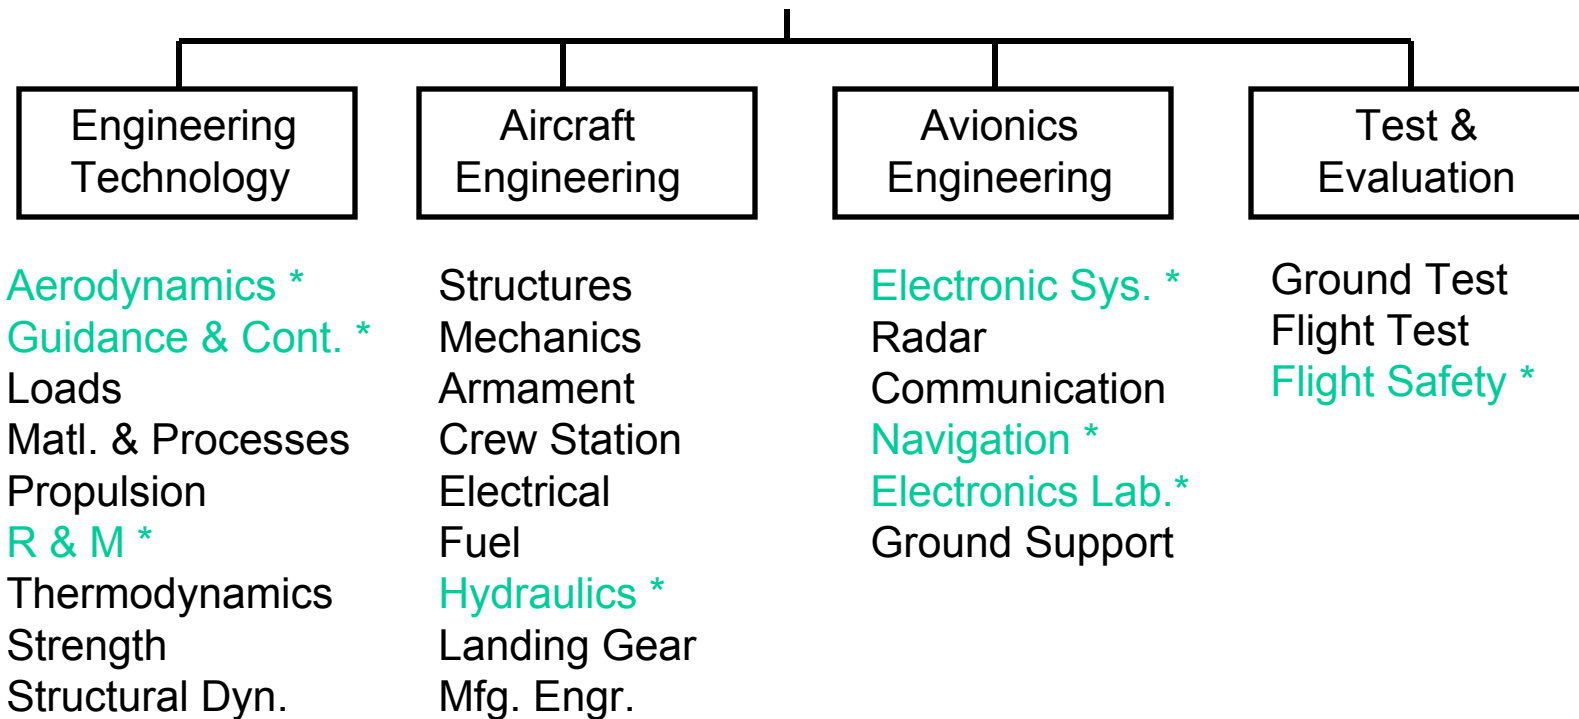 Engineering
Technology
Aircraft
Engineering
Avionics
Engineering
Test &
Evaluation
Aerodynamics *
Guidance & Cont. *
Loads
Matl. & Processes
Propulsion
R & M *
Thermodynamics
Strength
Structural Dyn.
Structures
Mechanics
Armament
Crew Station
Electrical
Fuel
Hydraulics *
Landing Gear
Mfg. Engr.
Electronic Sys. *
Radar
Communication
Navigation *
Electronics Lab.*
Ground Support
Ground Test
Flight Test
Flight Safety *